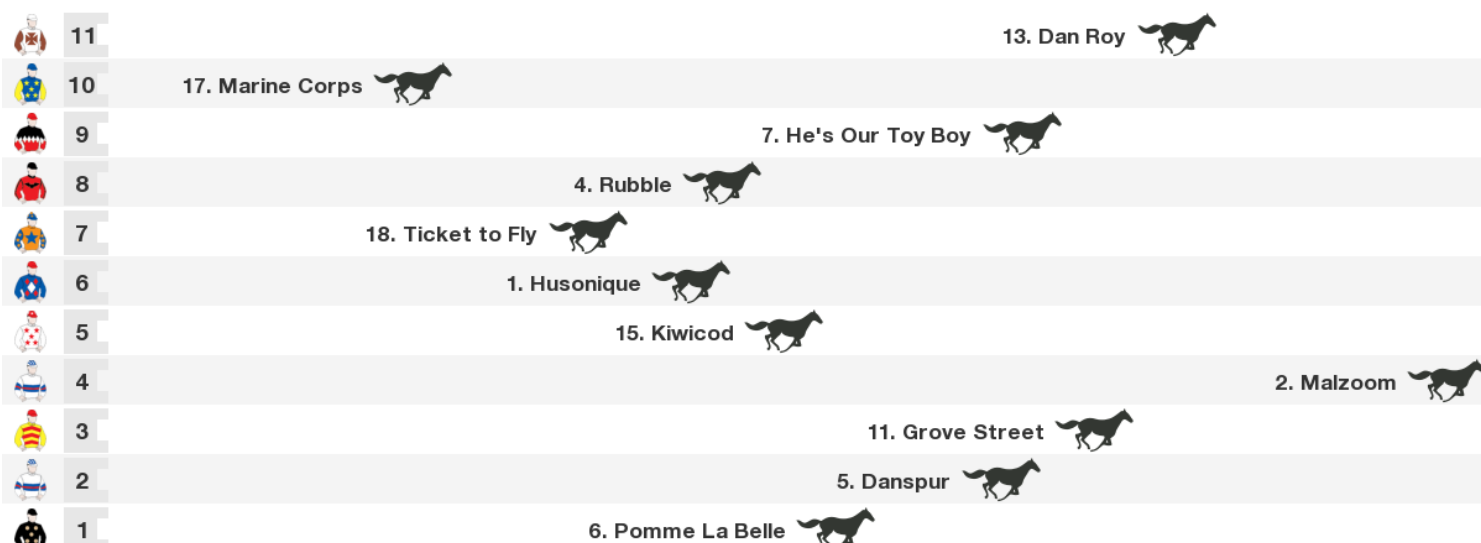 11 13. Dan Roy
10 17. Marine Corps
9 7. He's Our Toy Boy
8 4. Rubble
7 18. Ticket to Fly
6 1. Husonique
5 15. Kiwicod
4 2. Malzoom
3 11. Grove Street
2 5. Danspur
1 6. Pomme La Belle